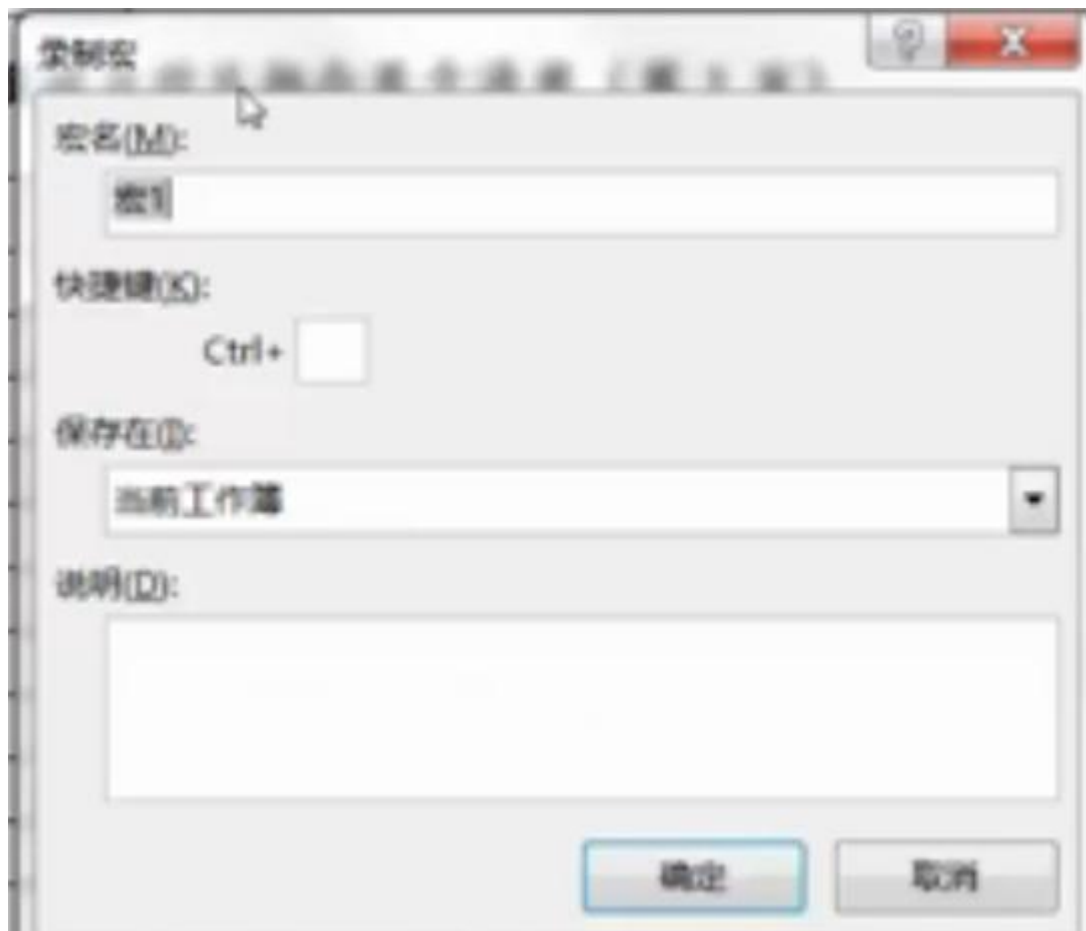 录制宏
宏名(M):
宏1
快捷键(K):
Ctrl+
保存在(I):
当前工作簿
说明(D):
确定
取消